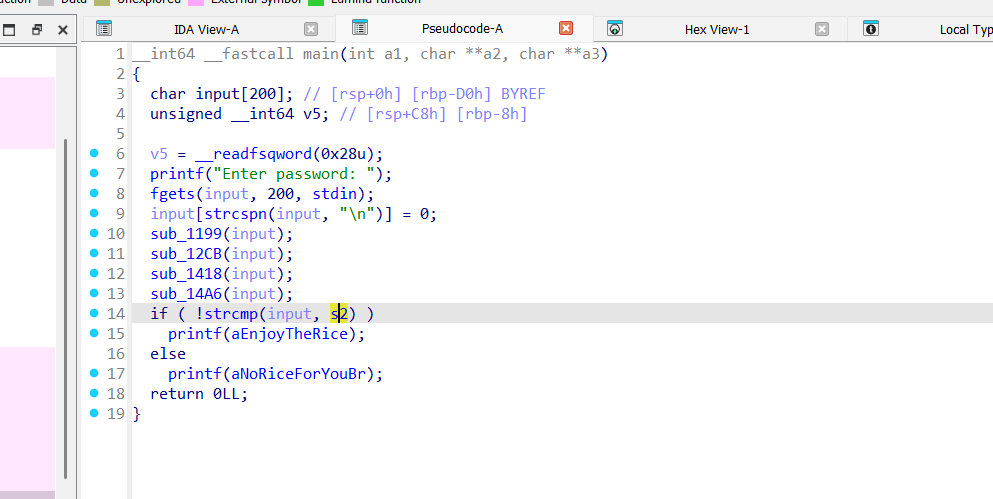 Data Unexplored External symbol Lumina function
IDA View-A Pseudocode-A Hex View-1 Local Typ
1 __int64 __fastcall main(int a1, char **a2, char **a3)
2 {
3 char input[200]; // [rsp+0h] [rbp-D0h] BYREF
4 unsigned __int64 v5; // [rsp+C8h] [rbp-8h]
5
6 v5 = __readfsqword(0x28u);
7 printf("Enter password: ");
8 fgets(input, 200, stdin);
9 input[strcspn(input, "\n")] = 0;
10 sub_1199(input);
11 sub_12CB(input);
12 sub_1418(input);
13 sub_14A6(input);
14 if ( !strcmp(input, s2) )
15 printf(aEnjoyTheRice);
16 else
17 printf(aNoRiceForYouBr);
18 return 0LL;
19 }